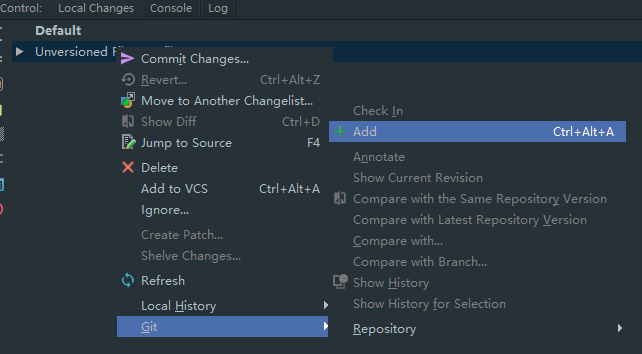 Control: Local Changes Console Log
Default
Unversioned
Commit Changes...
Revert... Ctrl+Alt+Z
Move to Another Changelist...
Show Diff Ctrl+D
Jump to Source F4
Delete
Add to VCS Ctrl+Alt+A
Ignore...
Create Patch...
Shelve Changes...
Refresh
Local History
Git
Check In
Add Ctrl+Alt+A
Annotate
Show Current Revision
Compare with the Same Repository Version
Compare with Latest Repository Version
Compare with...
Compare with Branch...
Show History
Show History for Selection
Repository